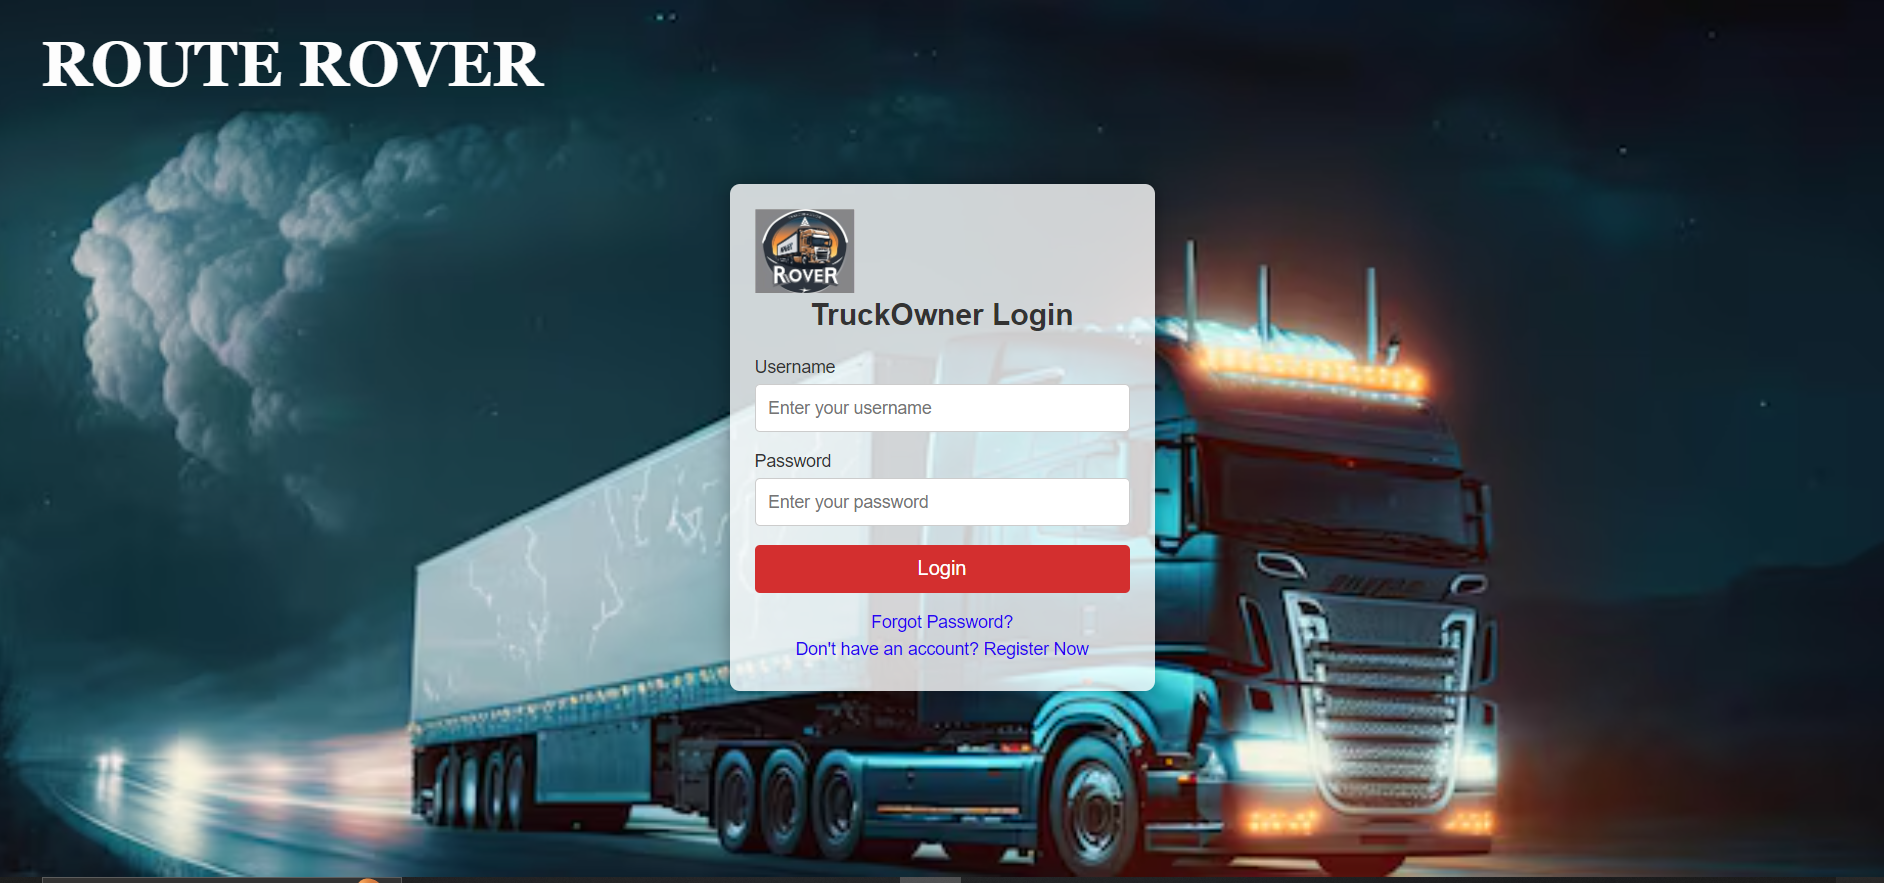 ROUTE ROVER
ROVER
TruckOwner Login
Username
Enter your username
Password
Enter your password
Login
Forgot Password?
Don't have an account? Register Now